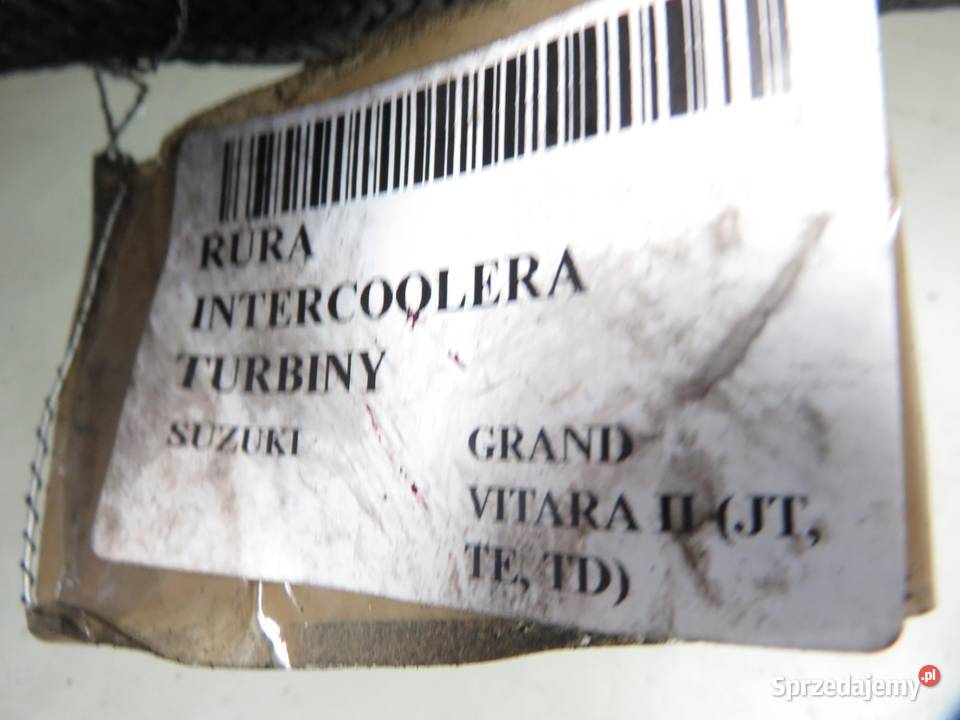 RURA
INTERCOOLERA
TURBINY
SUZUKI
GRAND
VITARA II (JT,
TE, TD)
Sprzedajemy.pl